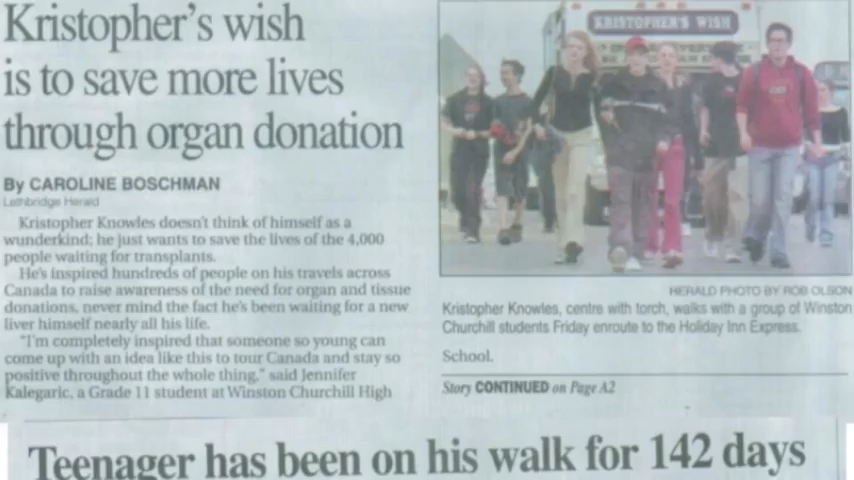 Kristopher's wish
is to save more lives
through organ donation
By CAROLINE BOSCHMAN
Lethbridge Herald
Kristopher Knowles doesn't think of himself as a
wunderkind; he just wants to save the lives of the 4,000
people waiting for transplants.
He's inspired hundreds of people on his travels across
Canada to raise awareness of the need for organ and tissue
donations, never mind the fact he's been waiting for a new
liver himself nearly all his life.
"I'm completely inspired that someone so young can
come up with an idea like this to tour Canada and stay so
positive throughout the whole thing," said Jennifer
Kalegaric, a Grade 11 student at Winston Churchill High
KRISTOPHER'S WISH
HERALD PHOTO BY ROB OLSON
Kristopher Knowles, centre with torch, walks with a group of Winston
Churchill students Friday enroute to the Holiday Inn Express.
School.
Story CONTINUED on Page A2
Teenager has been on his walk for 142 days